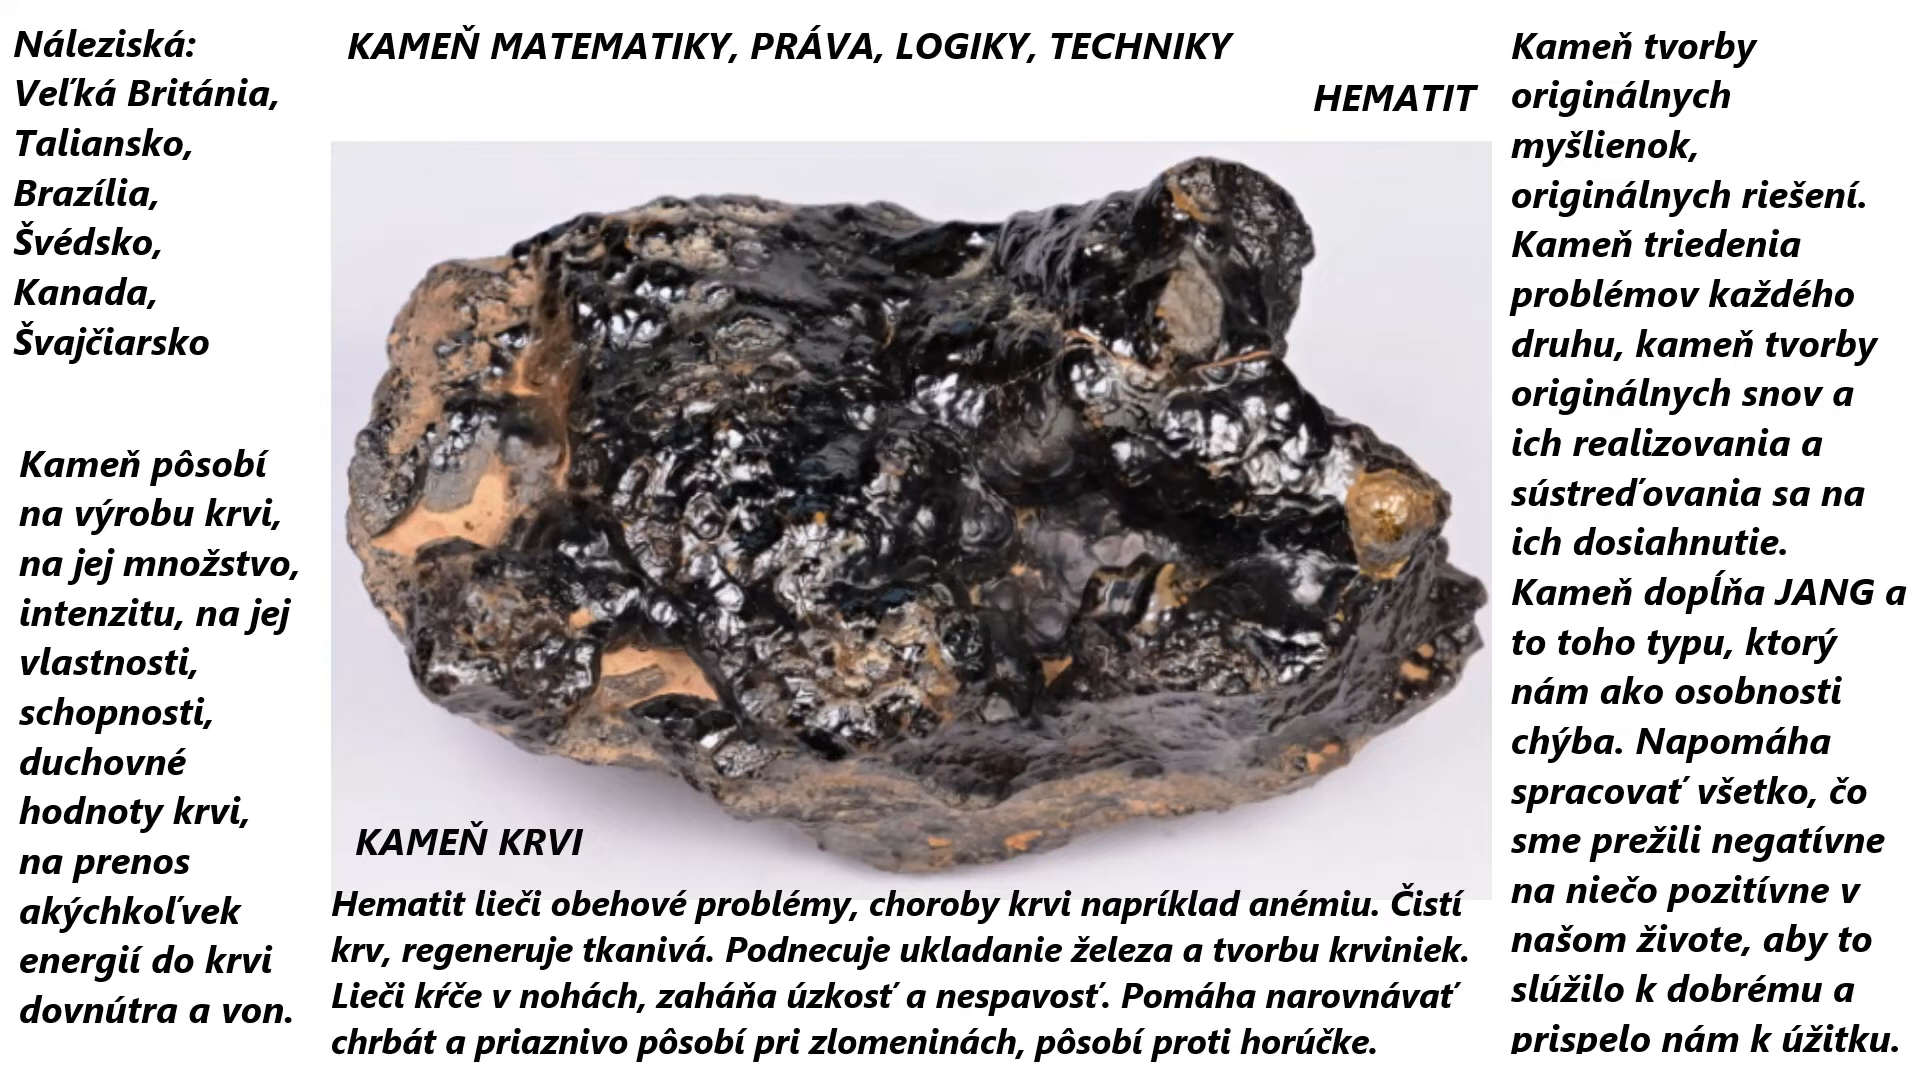 Náleziská:
Veľká Británia,
Taliansko,
Brazília,
Švédsko,
Kanada,
Švajčiarsko
Kameň pôsobí
na výrobu krvi,
na jej množstvo,
intenzitu, na jej
vlastnosti,
schopnosti,
duchovné
hodnoty krvi,
na prenos
akýchkoľvek
energií do krvi
dovnútra a von.
KAMEŇ MATEMATIKY, PRÁVA, LOGIKY, TECHNIKY
HEMATIT
KAMEŇ KRVI
Hematit lieči obehové problémy, choroby krvi napríklad anémiu. Čistí
krv, regeneruje tkanivá. Podnecuje ukladanie železa a tvorbu krviniek.
Lieči kŕče v nohách, zaháňa úzkosť a nespavosť. Pomáha narovnávať
chrbát a priaznivo pôsobí pri zlomeninách, pôsobí proti horúčke.
Kameň tvorby
originálnych
myšlienok,
originálnych riešení.
Kameň triedenia
problémov každého
druhu, kameň tvorby
originálnych snov a
ich realizovania a
sústreďovania sa na
ich dosiahnutie.
Kameň dopĺňa JANG a
to toho typu, ktorý
nám ako osobnosti
chýba. Napomáha
spracovať všetko, čo
sme prežili negatívne
na niečo pozitívne v
našom živote, aby to
slúžilo k dobrému a
prispelo nám k úžitku.